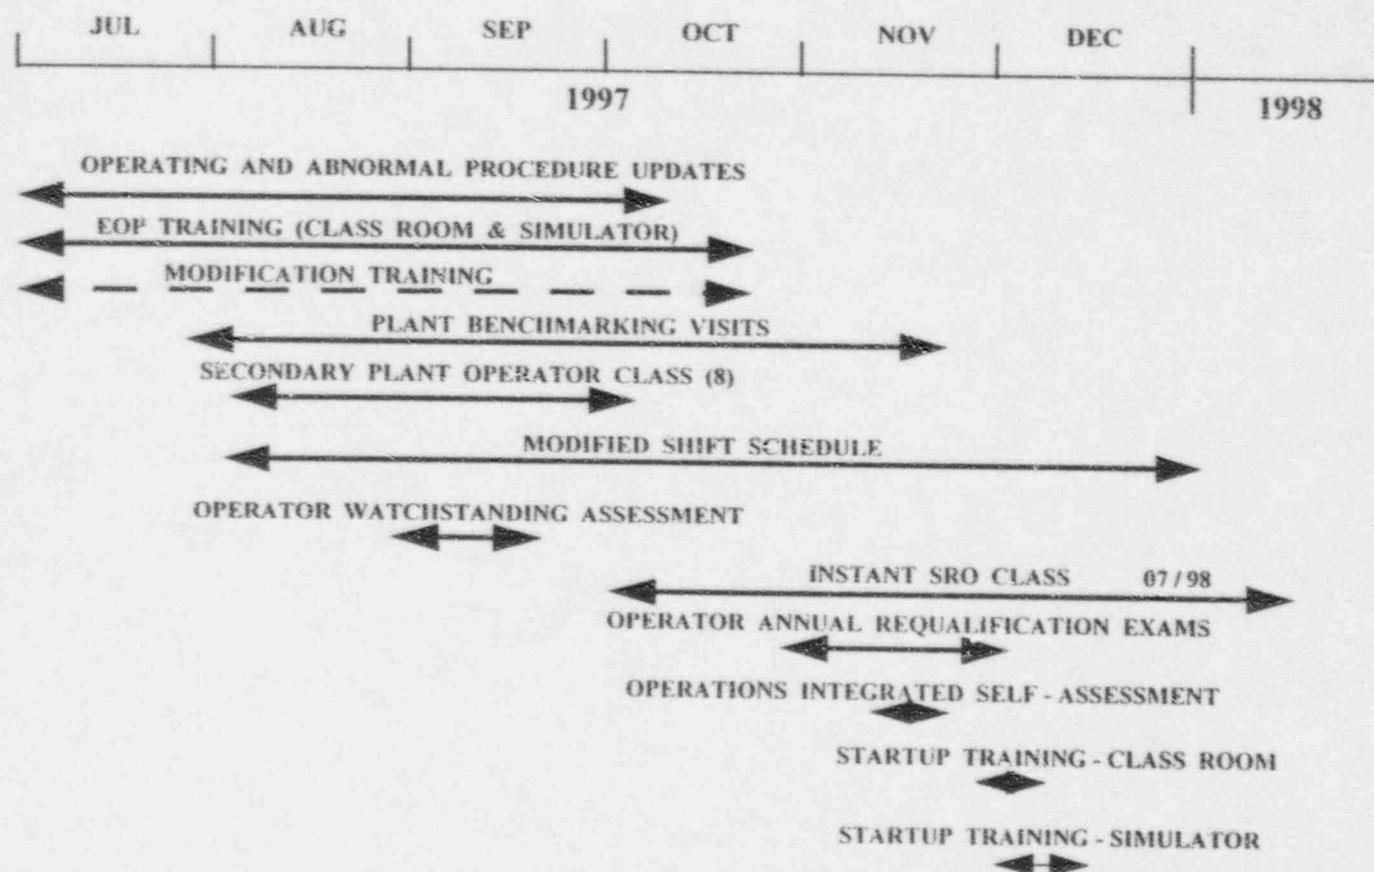 JUL AUG SEP OCT NOV DEC
1997
1998
OPERATING AND ABNORMAL PROCEDURE UPDATES
EOP TRAINING (CLASS ROOM & SIMULATOR)
MODIFICATION TRAINING
PLANT BENCHMARKING VISITS
SECONDARY PLANT OPERATOR CLASS (8)
MODIFIED SHIFT SCHEDULE
OPERATOR WATCHSTANDING ASSESSMENT
INSTANT SRO CLASS 07/98
OPERATOR ANNUAL REQUALIFICATION EXAMS
OPERATIONS INTEGRATED SELF-ASSESSMENT
STARTUP TRAINING-CLASS ROOM
STARTUP TRAINING-SIMULATOR